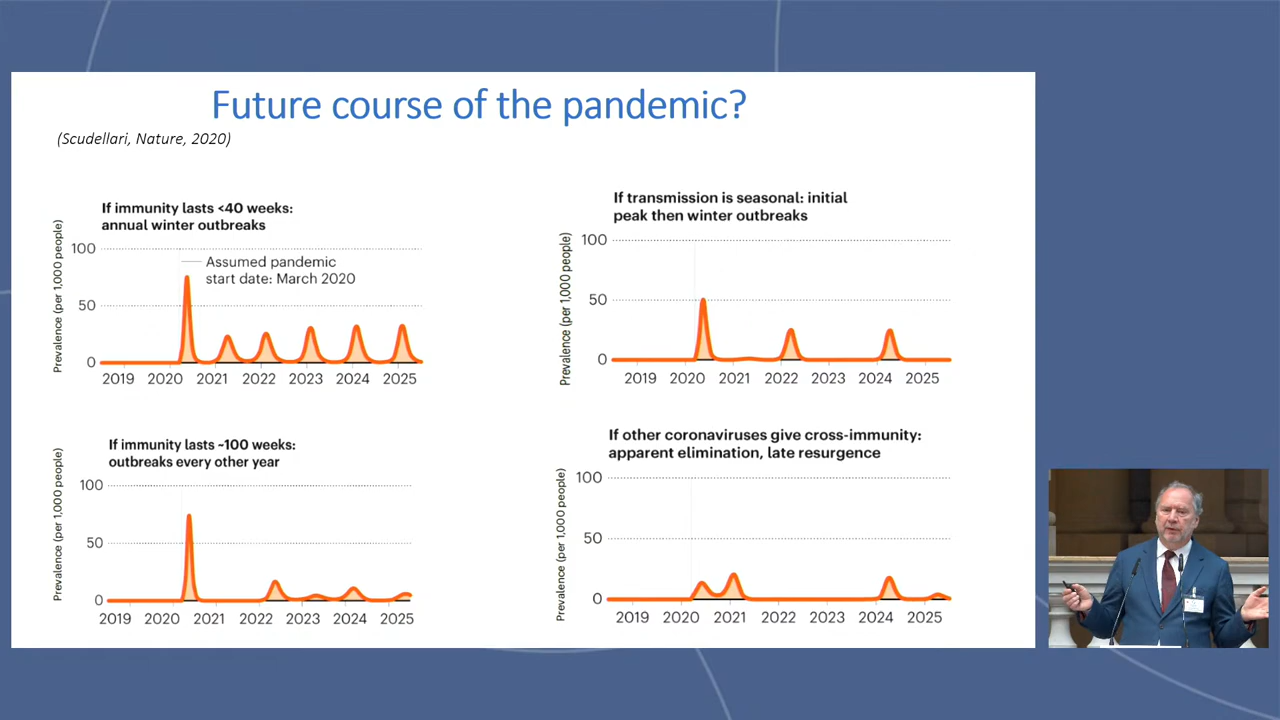 Future course of the pandemic?
(Scudellari, Nature, 2020)
If immunity lasts <40 weeks:
annual winter outbreaks
Prevalence (per 1,000 people)
100
50
0
Assumed pandemic
start date: March 2020
2019 2020 2021 2022 2023 2024 2025
If transmission is seasonal: initial
peak then winter outbreaks
Prevalence (per 1,000 people)
100
50
0
2019 2020 2021 2022 2023 2024 2025
If immunity lasts ~100 weeks:
outbreaks every other year
Prevalence (per 1,000 people)
100
50
0
2019 2020 2021 2022 2023 2024 2025
If other coronaviruses give cross-immunity:
apparent elimination, late resurgence
Prevalence (per 1,000 people)
100
50
0
2019 2020 2021 2022 2023 2024 2025